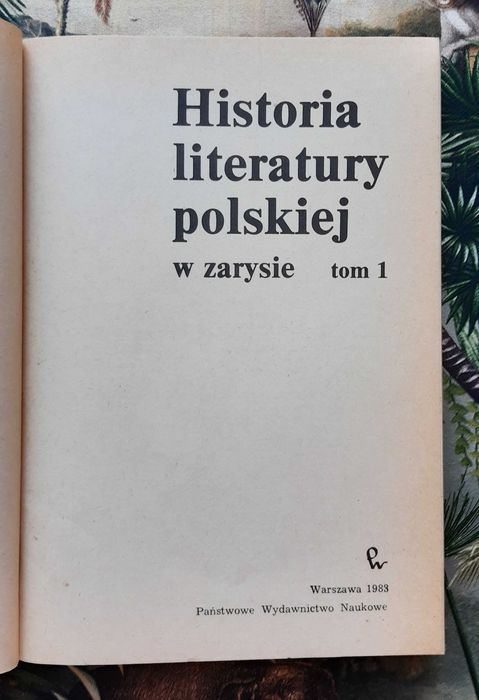 Historia
literatury
polskiej
w zarysie tom 1
Warszawa 1983
Państwowe Wydawnictwo Naukowe